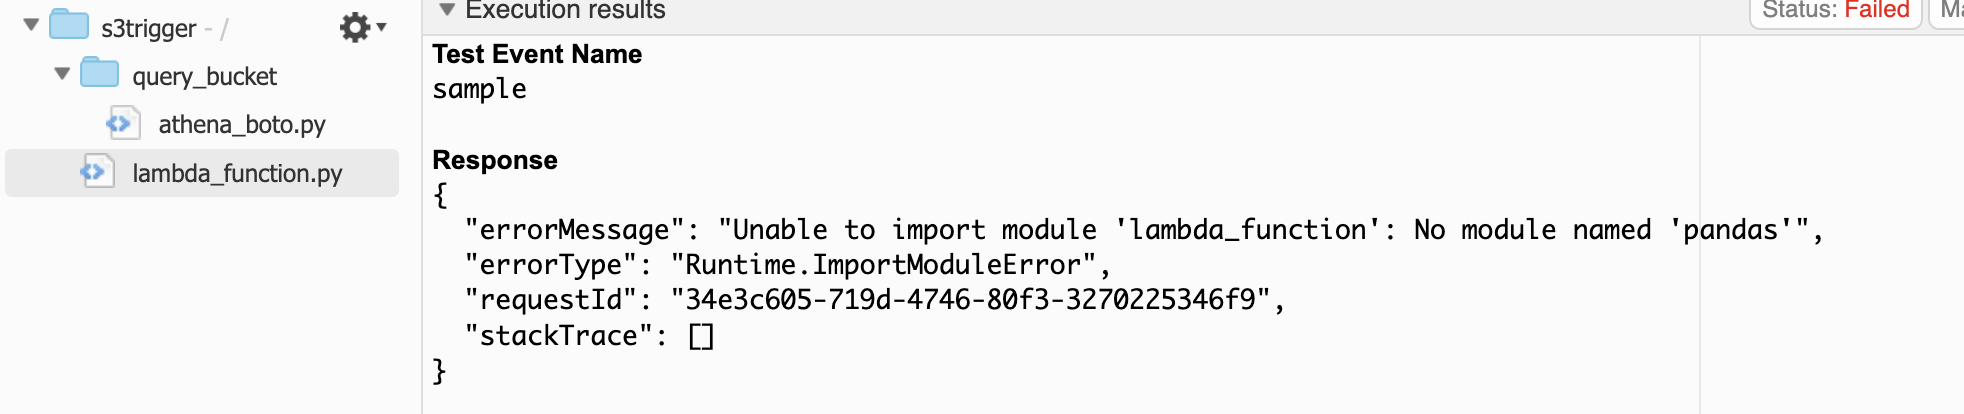 s3trigger - /
query_bucket
athena_boto.py
lambda_function.py
Execution results
Status: Failed
Test Event Name
sample
Response
{
"errorMessage": "Unable to import module 'lambda_function': No module named 'pandas'",
"errorType": "Runtime.ImportModuleError",
"requestId": "34e3c605-719d-4746-80f3-3270225346f9",
"stackTrace": []
}